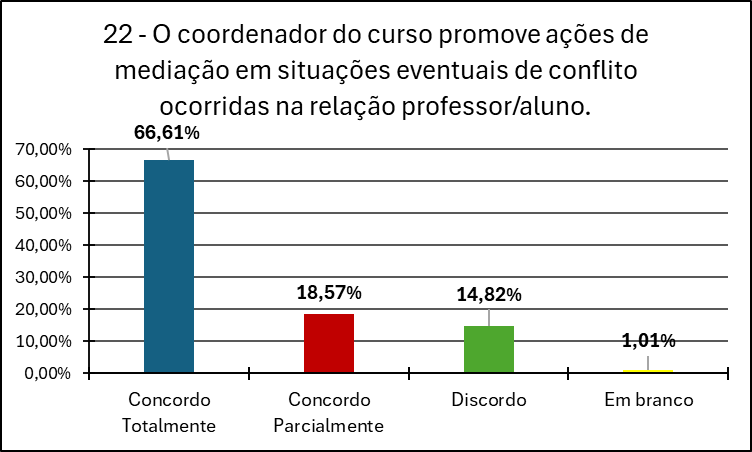 22 - O coordenador do curso promove ações de
mediação em situações eventuais de conflito
ocorridas na relação professor/aluno.
66,61%
70,00%
60,00%
50,00%
40,00%
30,00%
18,57%
14,82%
20,00%
10,00%
1,01%
0,00%
Concordo
Totalmente
Concordo
Parcialmente
Discordo
Em branco